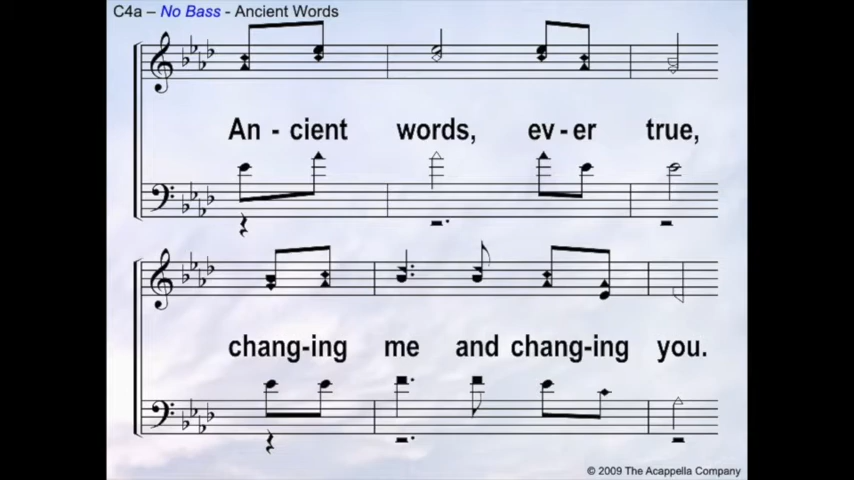 C4a – No Bass - Ancient Words
An - cient words, ev - er true,
chang-ing me and chang-ing you.
© 2009 The Acappella Company